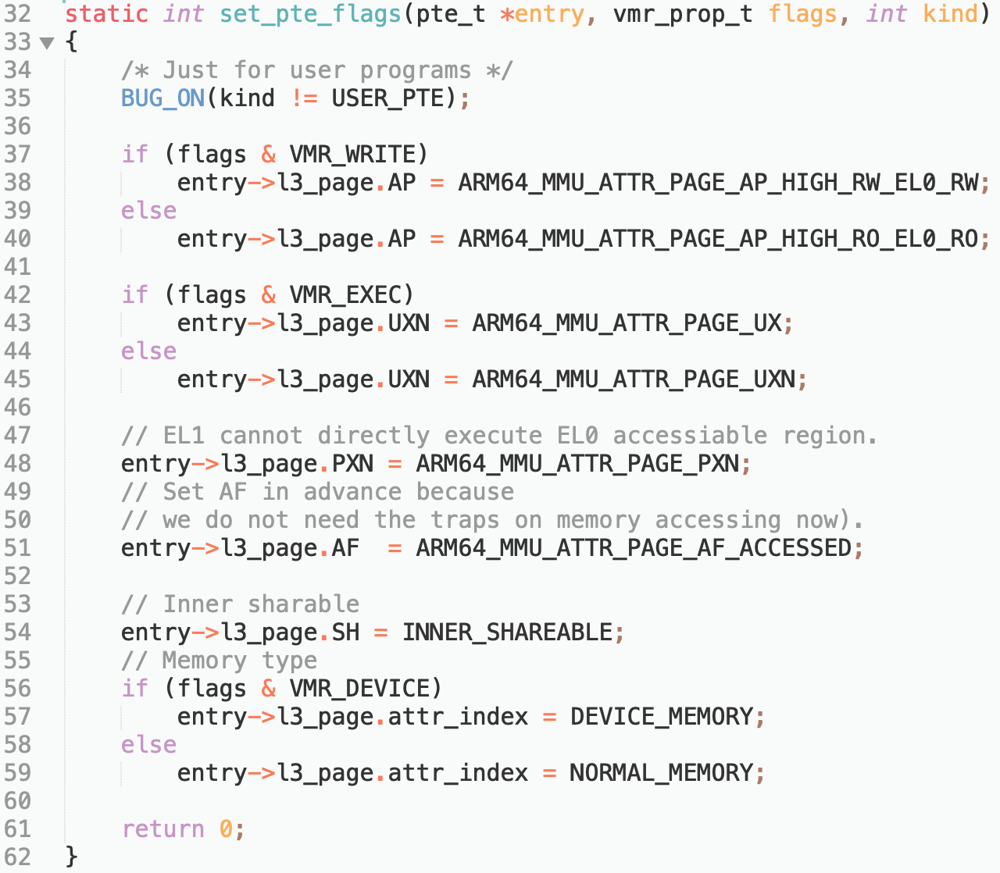 32 static int set_pte_flags(pte_t *entry, vmr_prop_t flags, int kind)
33 {
34     /* Just for user programs */
35     BUG_ON(kind != USER_PTE);
36
37     if (flags & VMR_WRITE)
38         entry->l3_page.AP = ARM64_MMU_ATTR_PAGE_AP_HIGH_RW_EL0_RW;
39     else
40         entry->l3_page.AP = ARM64_MMU_ATTR_PAGE_AP_HIGH_RO_EL0_RO;
41
42     if (flags & VMR_EXEC)
43         entry->l3_page.UXN = ARM64_MMU_ATTR_PAGE_UX;
44     else
45         entry->l3_page.UXN = ARM64_MMU_ATTR_PAGE_UXN;
46
47     // EL1 cannot directly execute EL0 accessiable region.
48     entry->l3_page.PXN = ARM64_MMU_ATTR_PAGE_PXN;
49     // Set AF in advance because
50     // we do not need the traps on memory accessing now).
51     entry->l3_page.AF  = ARM64_MMU_ATTR_PAGE_AF_ACCESSED;
52
53     // Inner sharable
54     entry->l3_page.SH = INNER_SHAREABLE;
55     // Memory type
56     if (flags & VMR_DEVICE)
57         entry->l3_page.attr_index = DEVICE_MEMORY;
58     else
59         entry->l3_page.attr_index = NORMAL_MEMORY;
60
61     return 0;
62 }